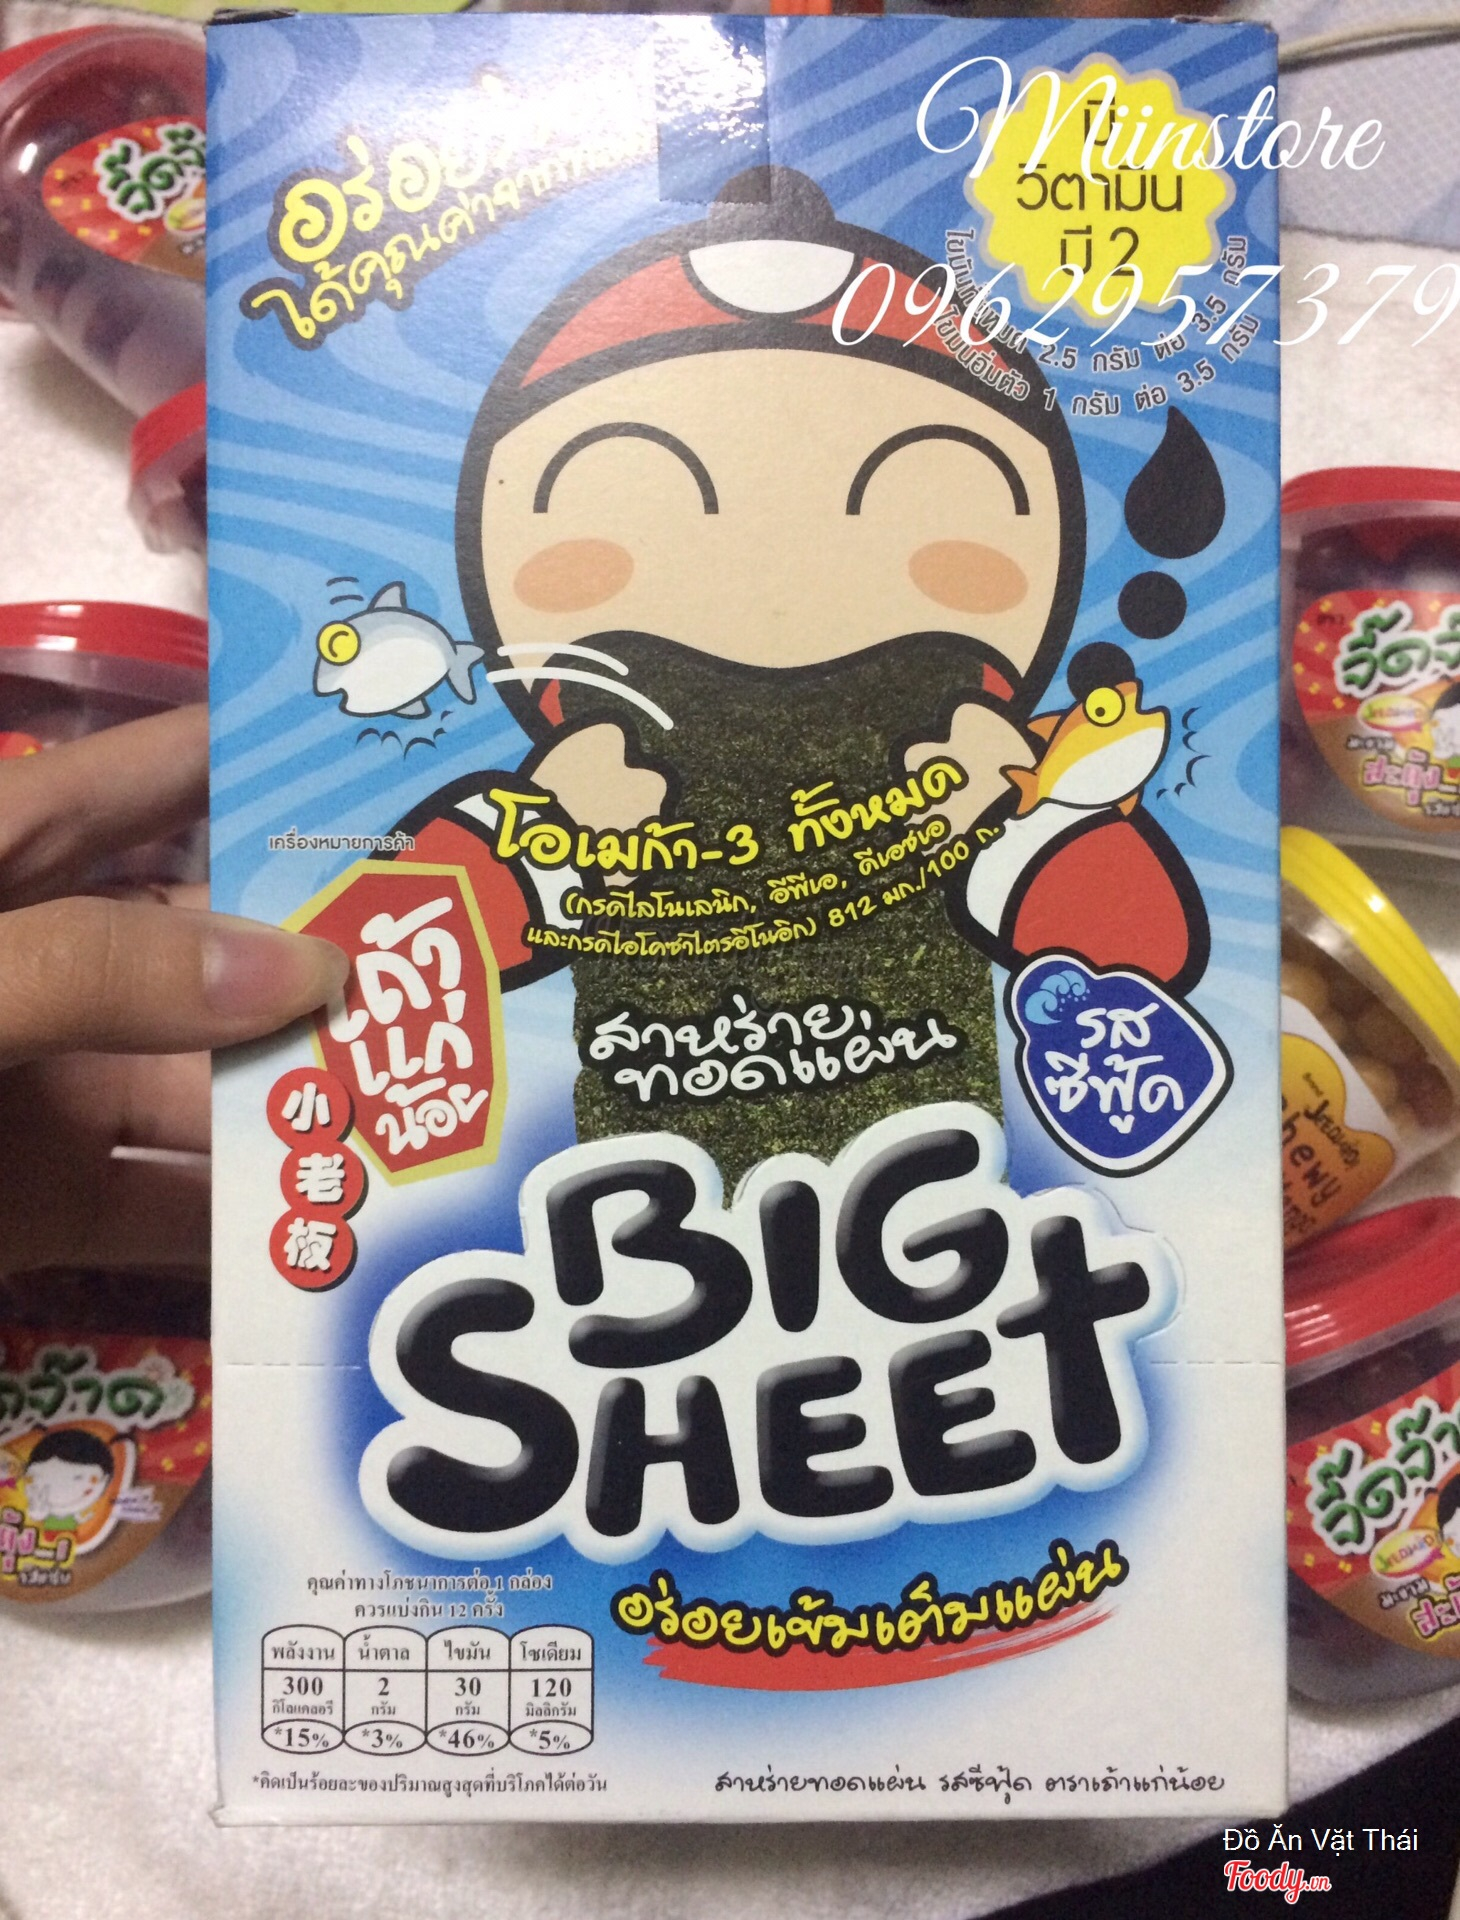 Miinstore
0962957379
อร่อย
ได้คุณค่าจาก
มี
วิตามิน
บี 2
ไขมันทั้งหมด 2.5 กรัม ต่อ 3.5 กรัม
ไขมันอิ่มตัว 1 กรัม ต่อ 3.5 กรัม
โอเมก้า-3 ทั้งหมด
(กรดไลโนเลนิก, อีพีเอ, ดีเอชเอ
และกรดไอโคซาไตรอีโนอิก) 812 มก./100 ก.
เครื่องหมายการค้า
เถ้า
แก่
น้อย
小
老
板
สาหร่าย
ทอดแผ่น
รส
ซีฟู้ด
BIG
SHEET
อร่อยเข้มเต็มแผ่น
คุณค่าทางโภชนาการต่อ 1 กล่อง
ควรแบ่งกิน 12 ครั้ง
พลังงาน น้ำตาล ไขมัน โซเดียม
300 2 30 120
กิโลแคลอรี กรัม กรัม มิลลิกรัม
*15% *3% *46% *5%
*คิดเป็นร้อยละของปริมาณสูงสุดที่บริโภคได้ต่อวัน
สาหร่ายทอดแผ่น รสซีฟู้ด ตราเถ้าแก่น้อย
Đồ Ăn Vặt Thái
Foody.vn